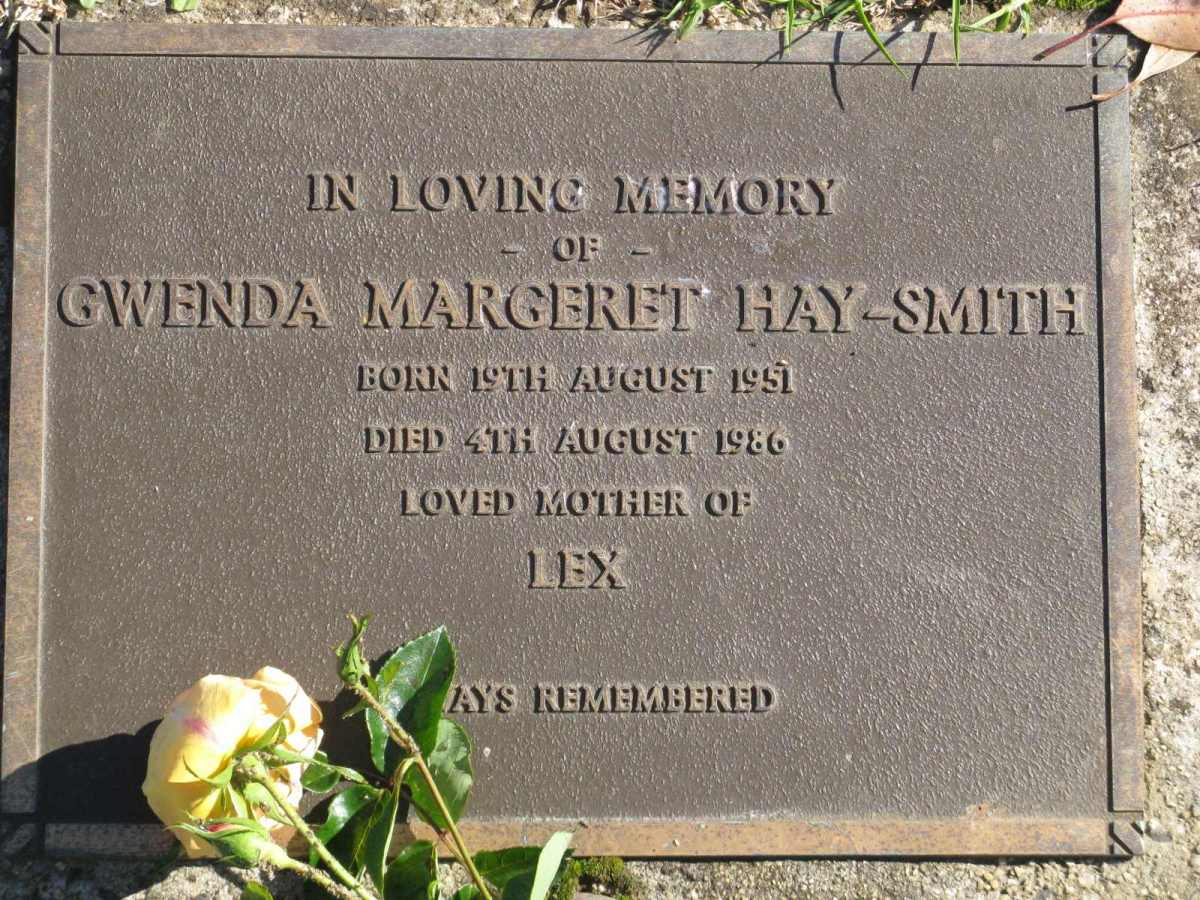 IN LOVING MEMORY
- OF -
GWENDA MARGERET HAY-SMITH
BORN 19TH AUGUST 1951
DIED 4TH AUGUST 1986
LOVED MOTHER OF
LEX
REMEMBERED